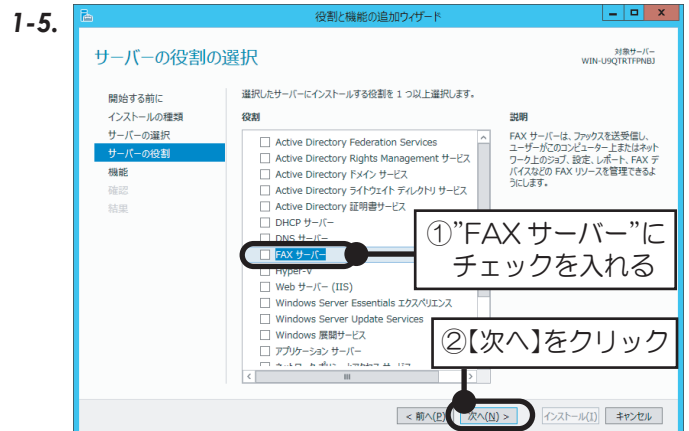 1-5.
役割と機能の追加ウィザード
サーバーの役割の選択
対象サーバー
WIN-U9QTRTFPNBJ
開始する前に
インストールの種類
サーバーの選択
サーバーの役割
機能
確認
結果
選択したサーバーにインストールする役割を 1 つ以上選択します。
役割
Active Directory Federation Services
Active Directory Rights Management サービス
Active Directory ドメイン サービス
Active Directory ライトウェイト ディレクトリ サービス
Active Directory 証明書サービス
DHCP サーバー
DNS サーバー
FAX サーバー
Hyper-V
Web サーバー (IIS)
Windows Server Essentials エクスペリエンス
Windows Server Update Services
Windows 展開サービス
アプリケーション サーバー
説明
FAX サーバーは、ファックスを送受信し、
ユーザーがこのコンピューター上またはネット
ワーク上のジョブ、設定、レポート、FAX デ
バイスなどの FAX リソースを管理できるよ
うにします。
①”FAX サーバー”に
チェックを入れる
②【次へ】をクリック
< 前へ(P)
次へ(N) >
インストール(I)
キャンセル